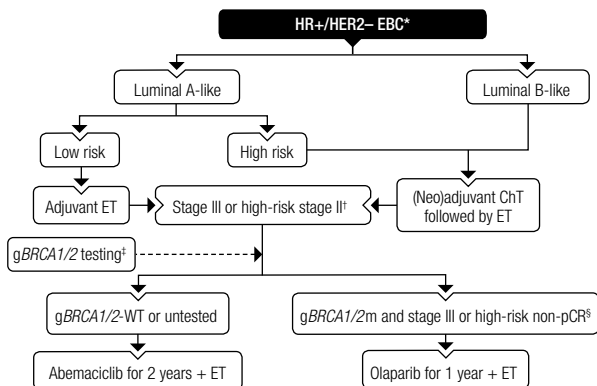 HR+/HER2– EBC*
Luminal A-like
Luminal B-like
Low risk
High risk
Adjuvant ET
Stage III or high-risk stage II†
(Neo)adjuvant ChT
followed by ET
gBRCA1/2 testing‡
gBRCA1/2-WT or untested
gBRCA1/2m and stage III or high-risk non-pCR§
Abemaciclib for 2 years + ET
Olaparib for 1 year + ET